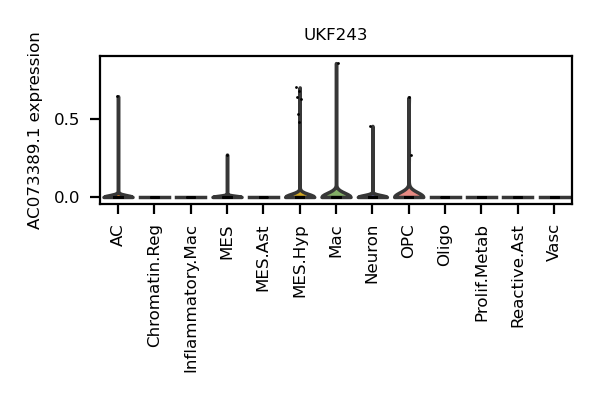 UKF243
AC073389.1 expression
0.5
0.0
AC
Chromatin.Reg
Inflammatory.Mac
MES
MES.Ast
MES.Hyp
Mac
Neuron
OPC
Oligo
Prolif.Metab
Reactive.Ast
Vasc